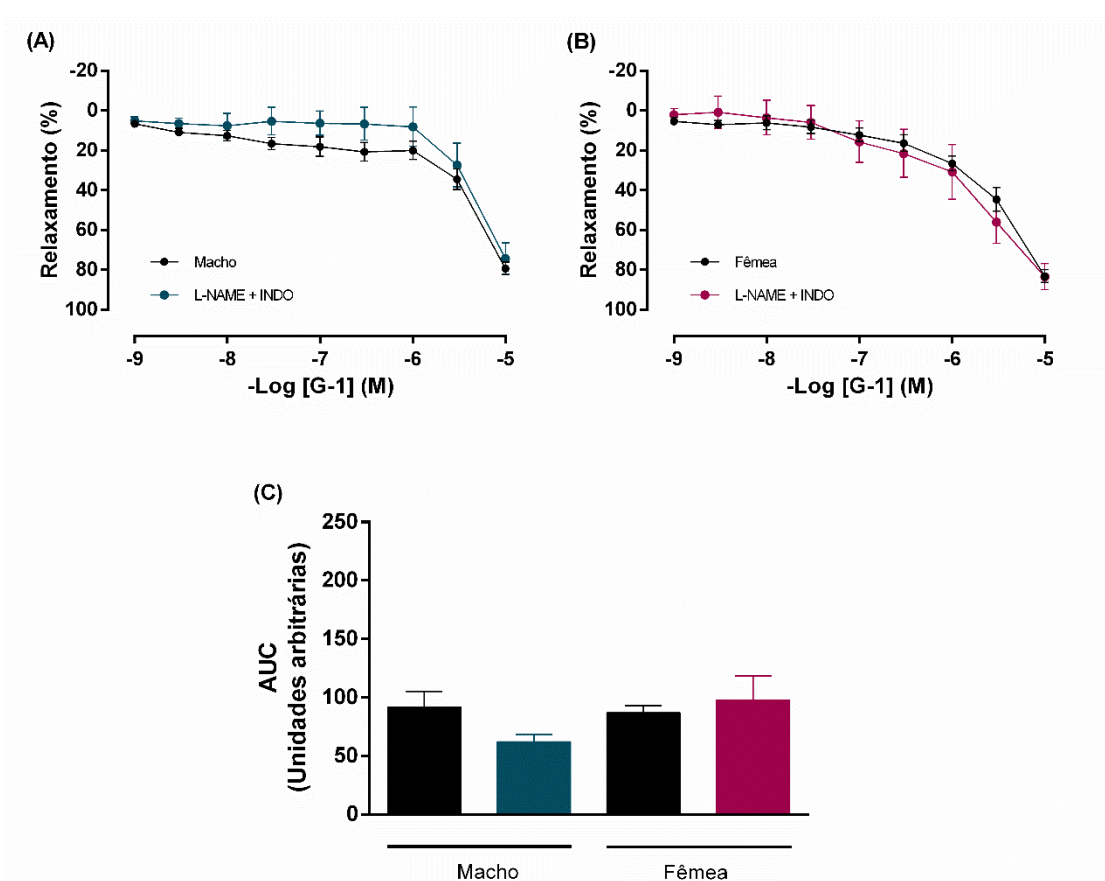 (A)
Relaxamento (%)
-20
0
20
40
60
80
100
Macho
L-NAME + INDO
-9
-8
-7
-6
-5
-Log [G-1] (M)
(B)
Relaxamento (%)
-20
0
20
40
60
80
100
Fêmea
L-NAME + INDO
-9
-8
-7
-6
-5
-Log [G-1] (M)
(C)
AUC
(Unidades arbitrárias)
250
200
150
100
50
0
Macho
Fêmea